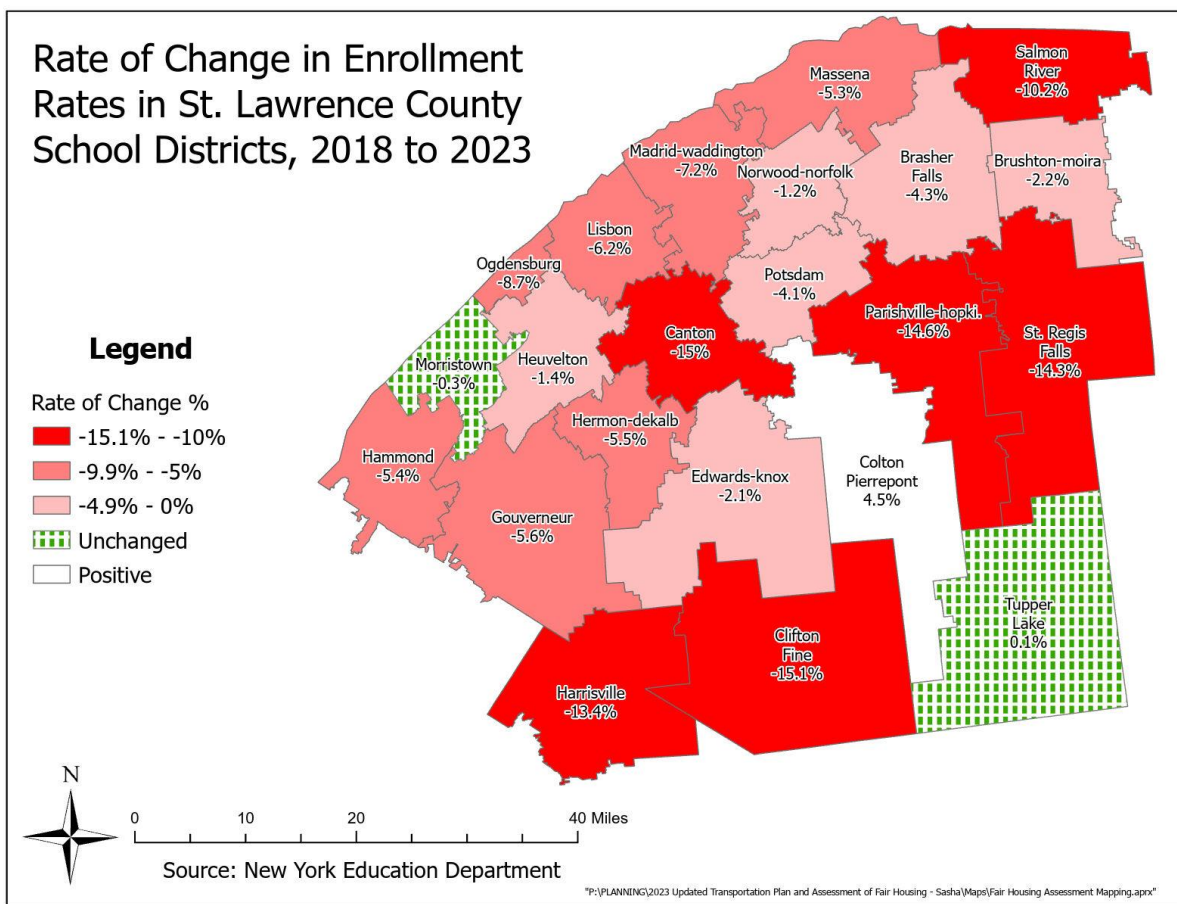 Rate of Change in Enrollment
Rates in St. Lawrence County
School Districts, 2018 to 2023
Salmon
River
-10.2%
Massena
-5.3%
Madrid-waddington
-7.2%
Norwood-norfolk
-1.2%
Brasher
Falls
-4.3%
Brushton-moira
-2.2%
Lisbon
-6.2%
Ogdensburg
-8.7%
Potsdam
-4.1%
Parishville-hopki.
-14.6%
St. Regis
Falls
-14.3%
Canton
-15%
Morristown
-0.3%
Heuvelton
-1.4%
Hermon-dekalb
-5.5%
Hammond
-5.4%
Edwards-knox
-2.1%
Colton
Pierrepont
4.5%
Gouverneur
-5.6%
Tupper
Lake
0.1%
Clifton
Fine
-15.1%
Harrisville
-13.4%
Legend
Rate of Change %
-15.1% - -10%
-9.9% - -5%
-4.9% - 0%
Unchanged
Positive
N
0 10 20 40 Miles
Source: New York Education Department
"P:\PLANNING\2023 Updated Transportation Plan and Assessment of Fair Housing - Sasha\Maps\Fair Housing Assessment Mapping.aprx"